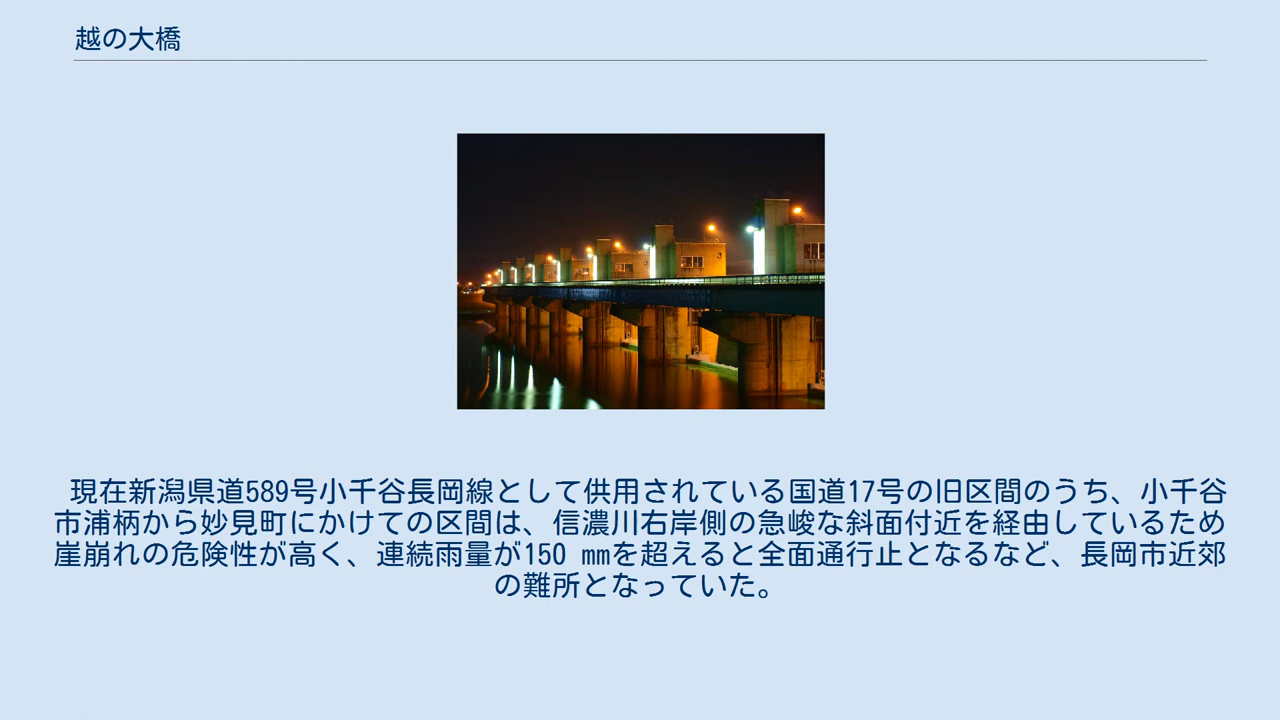 越の大橋
現在新潟県道589号小千谷長岡線として供用されている国道17号の旧区間のうち、小千谷
市浦柄から妙見町にかけての区間は、信濃川右岸側の急峻な斜面付近を経由しているため
崖崩れの危険性が高く、連続雨量が150 ㎜を超えると全面通行止となるなど、長岡市近郊
の難所となっていた。